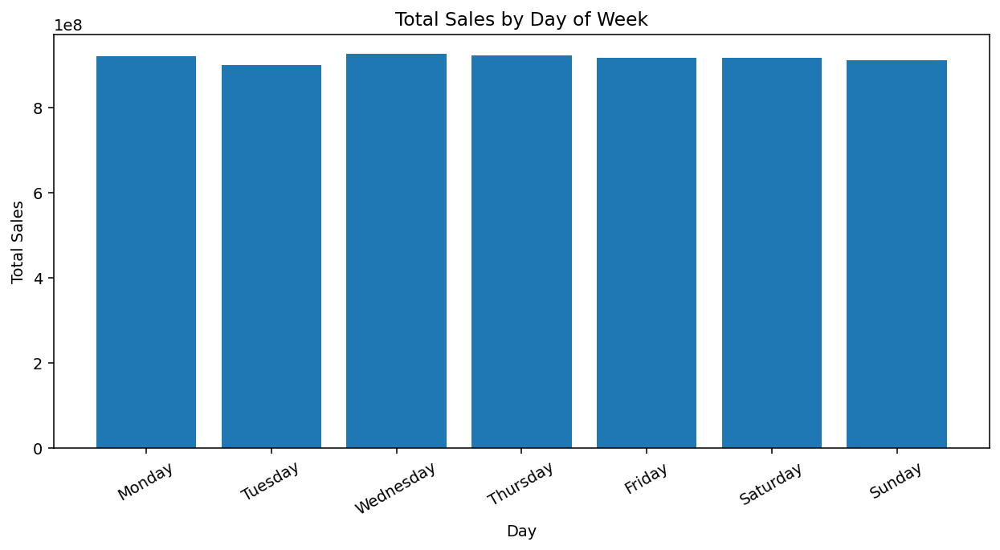 Total Sales by Day of Week
1e8
Total Sales
8
6
4
2
0
Monday
Tuesday
Wednesday
Thursday
Friday
Saturday
Sunday
Day